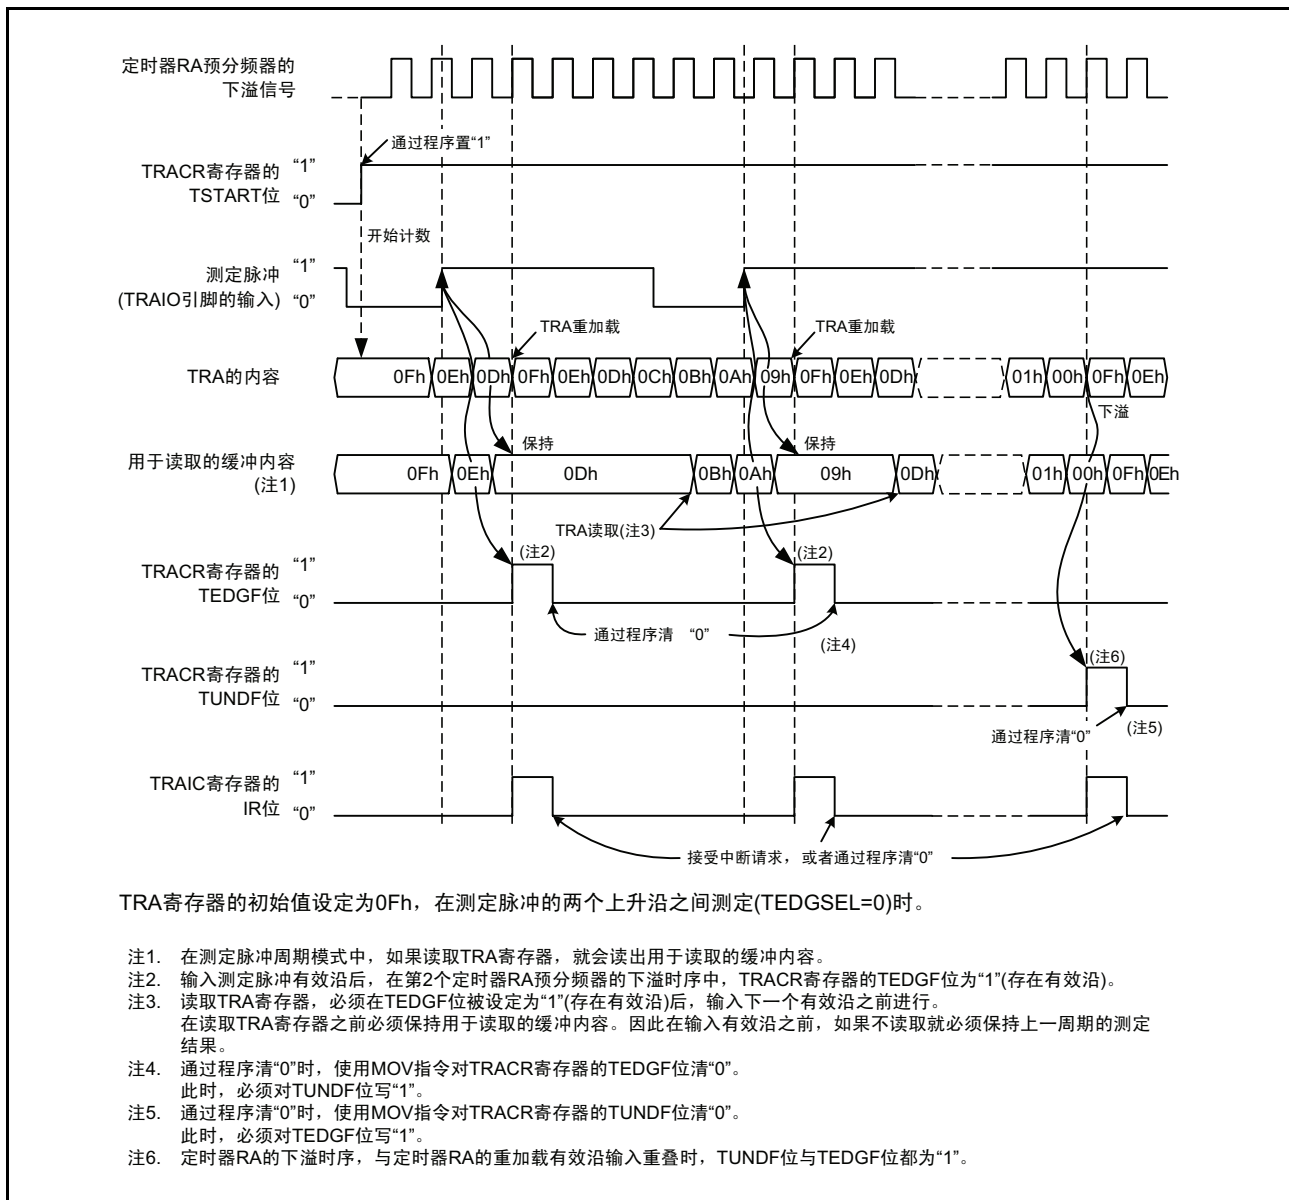 定时器RA预分频器的
下溢信号
通过程序置“1”
TRACR寄存器的
TSTART位
“1”
“0”
开始计数
测定脉冲
(TRAIO引脚的输入)
“1”
“0”
TRA重加载
TRA重加载
TRA的内容
0Fh 0Eh 0Dh 0Fh 0Eh 0Dh 0Ch 0Bh 0Ah 09h 0Fh 0Eh 0Dh 01h 00h 0Fh 0Eh
下溢
保持
保持
用于读取的缓冲内容
(注1)
0Fh 0Eh 0Dh 0Bh 0Ah 09h 0Dh 01h 00h 0Fh 0Eh
TRA读取(注3)
(注2)
(注2)
TRACR寄存器的
TEDGF位
“1”
“0”
通过程序清 “0”
(注4)
TRACR寄存器的
TUNDF位
“1”
“0”
(注6)
通过程序清“0”
(注5)
TRAIC寄存器的
IR位
“1”
“0”
接受中断请求，或者通过程序清“0”
TRA寄存器的初始值设定为0Fh，在测定脉冲的两个上升沿之间测定(TEDGSEL=0)时。
注1. 在测定脉冲周期模式中，如果读取TRA寄存器，就会读出用于读取的缓冲内容。
注2. 输入测定脉冲有效沿后，在第2个定时器RA预分频器的下溢时序中，TRACR寄存器的TEDGF位为“1”(存在有效沿)。
注3. 读取TRA寄存器，必须在TEDGF位被设定为“1”(存在有效沿)后，输入下一个有效沿之前进行。
在读取TRA寄存器之前必须保持用于读取的缓冲内容。因此在输入有效沿之前，如果不读取就必须保持上一周期的测定
结果。
注4. 通过程序清“0”时，使用MOV指令对TRACR寄存器的TEDGF位清“0”。
此时，必须对TUNDF位写“1”。
注5. 通过程序清“0”时，使用MOV指令对TRACR寄存器的TUNDF位清“0”。
此时，必须对TEDGF位写“1”。
注6. 定时器RA的下溢时序，与定时器RA的重加载有效沿输入重叠时，TUNDF位与TEDGF位都为“1”。